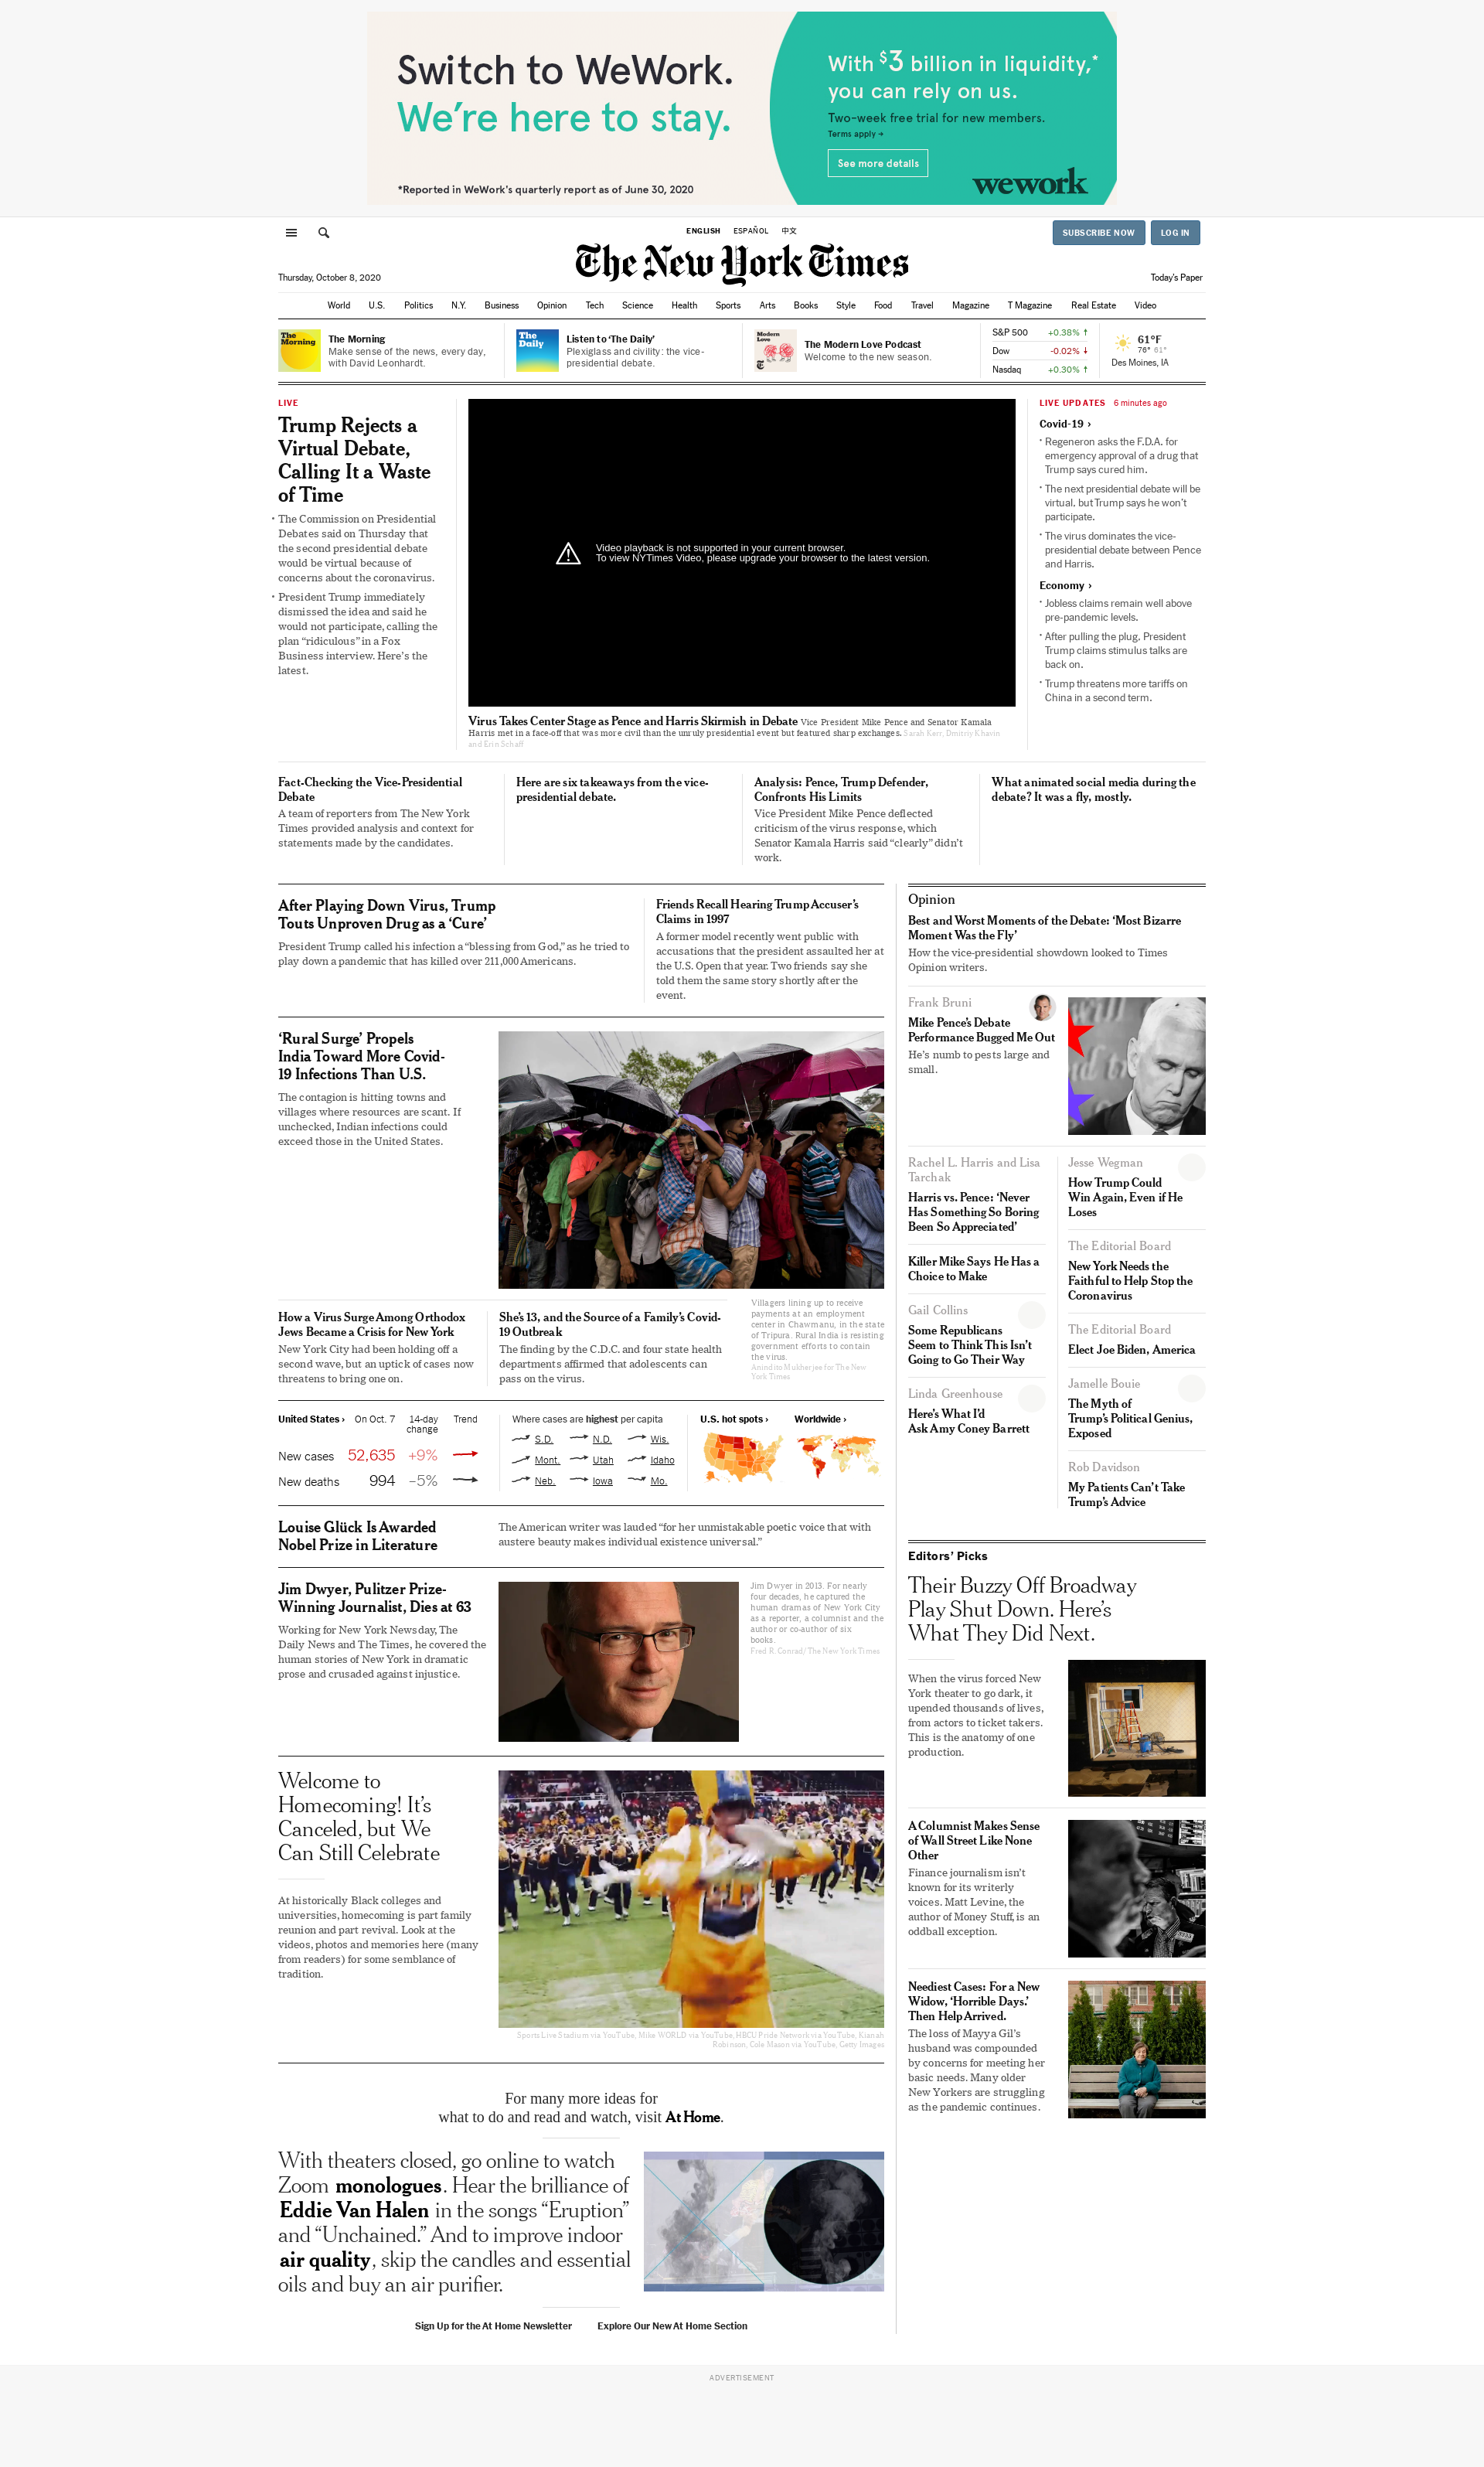 Switch to WeWork.
We're here to stay.
*Reported in WeWork's quarterly report as of June 30, 2020
With $3 billion in liquidity,*
you can rely on us.
Two-week free trial for new members.
Terms apply →
See more details
wework
ENGLISH ESPAÑOL 中文
SUBSCRIBE NOW LOG IN
The New York Times
Thursday, October 8, 2020
Today's Paper
World U.S. Politics N.Y. Business Opinion Tech Science Health Sports Arts Books Style Food Travel Magazine T Magazine Real Estate Video
The Morning
The Morning
Make sense of the news, every day,
with David Leonhardt.
The Daily
Listen to 'The Daily'
Plexiglass and civility: the vice-
presidential debate.
Modern Love
The Modern Love Podcast
Welcome to the new season.
S&P 500 +0.38% ↑
Dow -0.02% ↓
Nasdaq +0.30% ↑
61°F
76° 61°
Des Moines, IA
LIVE
Trump Rejects a
Virtual Debate,
Calling It a Waste
of Time
• The Commission on Presidential
Debates said on Thursday that
the second presidential debate
would be virtual because of
concerns about the coronavirus.
• President Trump immediately
dismissed the idea and said he
would not participate, calling the
plan “ridiculous” in a Fox
Business interview. Here's the
latest.
Video playback is not supported in your current browser.
To view NYTimes Video, please upgrade your browser to the latest version.
Virus Takes Center Stage as Pence and Harris Skirmish in Debate Vice President Mike Pence and Senator Kamala
Harris met in a face-off that was more civil than the unruly presidential event but featured sharp exchanges. Sarah Kerr, Dmitriy Khavin
and Erin Schaff
LIVE UPDATES 6 minutes ago
Covid-19 ›
• Regeneron asks the F.D.A. for
emergency approval of a drug that
Trump says cured him.
• The next presidential debate will be
virtual, but Trump says he won't
participate.
• The virus dominates the vice-
presidential debate between Pence
and Harris.
Economy ›
• Jobless claims remain well above
pre-pandemic levels.
• After pulling the plug, President
Trump claims stimulus talks are
back on.
• Trump threatens more tariffs on
China in a second term.
Fact-Checking the Vice-Presidential
Debate
A team of reporters from The New York
Times provided analysis and context for
statements made by the candidates.
Here are six takeaways from the vice-
presidential debate.
Analysis: Pence, Trump Defender,
Confronts His Limits
Vice President Mike Pence deflected
criticism of the virus response, which
Senator Kamala Harris said “clearly” didn't
work.
What animated social media during the
debate? It was a fly, mostly.
After Playing Down Virus, Trump
Touts Unproven Drug as a ‘Cure’
President Trump called his infection a “blessing from God,” as he tried to
play down a pandemic that has killed over 211,000 Americans.
Friends Recall Hearing Trump Accuser's
Claims in 1997
A former model recently went public with
accusations that the president assaulted her at
the U.S. Open that year. Two friends say she
told them the same story shortly after the
event.
‘Rural Surge’ Propels
India Toward More Covid-
19 Infections Than U.S.
The contagion is hitting towns and
villages where resources are scant. If
unchecked, Indian infections could
exceed those in the United States.
Villagers lining up to receive
payments at an employment
center in Chawmanu, in the state
of Tripura. Rural India is resisting
government efforts to contain
the virus.
Anindito Mukherjee for The New
York Times
How a Virus Surge Among Orthodox
Jews Became a Crisis for New York
New York City had been holding off a
second wave, but an uptick of cases now
threatens to bring one on.
She's 13, and the Source of a Family's Covid-
19 Outbreak
The finding by the C.D.C. and four state health
departments affirmed that adolescents can
pass on the virus.
United States › On Oct. 7 14-day Trend
change
New cases 52,635 +9%
New deaths 994 –5%
Where cases are highest per capita
S.D. N.D. Wis.
Mont. Utah Idaho
Neb. Iowa Mo.
U.S. hot spots › Worldwide ›
Louise Glück Is Awarded
Nobel Prize in Literature
The American writer was lauded “for her unmistakable poetic voice that with
austere beauty makes individual existence universal.”
Jim Dwyer, Pulitzer Prize-
Winning Journalist, Dies at 63
Working for New York Newsday, The
Daily News and The Times, he covered the
human stories of New York in dramatic
prose and crusaded against injustice.
Jim Dwyer in 2013. For nearly
four decades, he captured the
human dramas of New York City
as a reporter, a columnist and the
author or co-author of six
books.
Fred R. Conrad/The New York Times
Welcome to
Homecoming! It's
Canceled, but We
Can Still Celebrate
At historically Black colleges and
universities, homecoming is part family
reunion and part revival. Look at the
videos, photos and memories here (many
from readers) for some semblance of
tradition.
Sports Live Stadium via YouTube, Mike WORLD via YouTube, HBCU Pride Network via YouTube, Kianah
Robinson, Cole Mason via YouTube, Getty Images
For many more ideas for
what to do and read and watch, visit At Home.
With theaters closed, go online to watch
Zoom monologues. Hear the brilliance of
Eddie Van Halen in the songs “Eruption”
and “Unchained.” And to improve indoor
air quality, skip the candles and essential
oils and buy an air purifier.
Sign Up for the At Home Newsletter Explore Our New At Home Section
Opinion
Best and Worst Moments of the Debate: ‘Most Bizarre
Moment Was the Fly’
How the vice-presidential showdown looked to Times
Opinion writers.
Frank Bruni
Mike Pence's Debate
Performance Bugged Me Out
He's numb to pests large and
small.
Rachel L. Harris and Lisa
Tarchak
Harris vs. Pence: ‘Never
Has Something So Boring
Been So Appreciated’
Killer Mike Says He Has a
Choice to Make
Gail Collins
Some Republicans
Seem to Think This Isn't
Going to Go Their Way
Linda Greenhouse
Here's What I'd
Ask Amy Coney Barrett
Jesse Wegman
How Trump Could
Win Again, Even if He
Loses
The Editorial Board
New York Needs the
Faithful to Help Stop the
Coronavirus
The Editorial Board
Elect Joe Biden, America
Jamelle Bouie
The Myth of
Trump's Political Genius,
Exposed
Rob Davidson
My Patients Can't Take
Trump's Advice
Editors' Picks
Their Buzzy Off Broadway
Play Shut Down. Here's
What They Did Next.
When the virus forced New
York theater to go dark, it
upended thousands of lives,
from actors to ticket takers.
This is the anatomy of one
production.
A Columnist Makes Sense
of Wall Street Like None
Other
Finance journalism isn't
known for its writerly
voices. Matt Levine, the
author of Money Stuff, is an
oddball exception.
Neediest Cases: For a New
Widow, ‘Horrible Days.’
Then Help Arrived.
The loss of Mayya Gil's
husband was compounded
by concerns for meeting her
basic needs. Many older
New Yorkers are struggling
as the pandemic continues.
ADVERTISEMENT